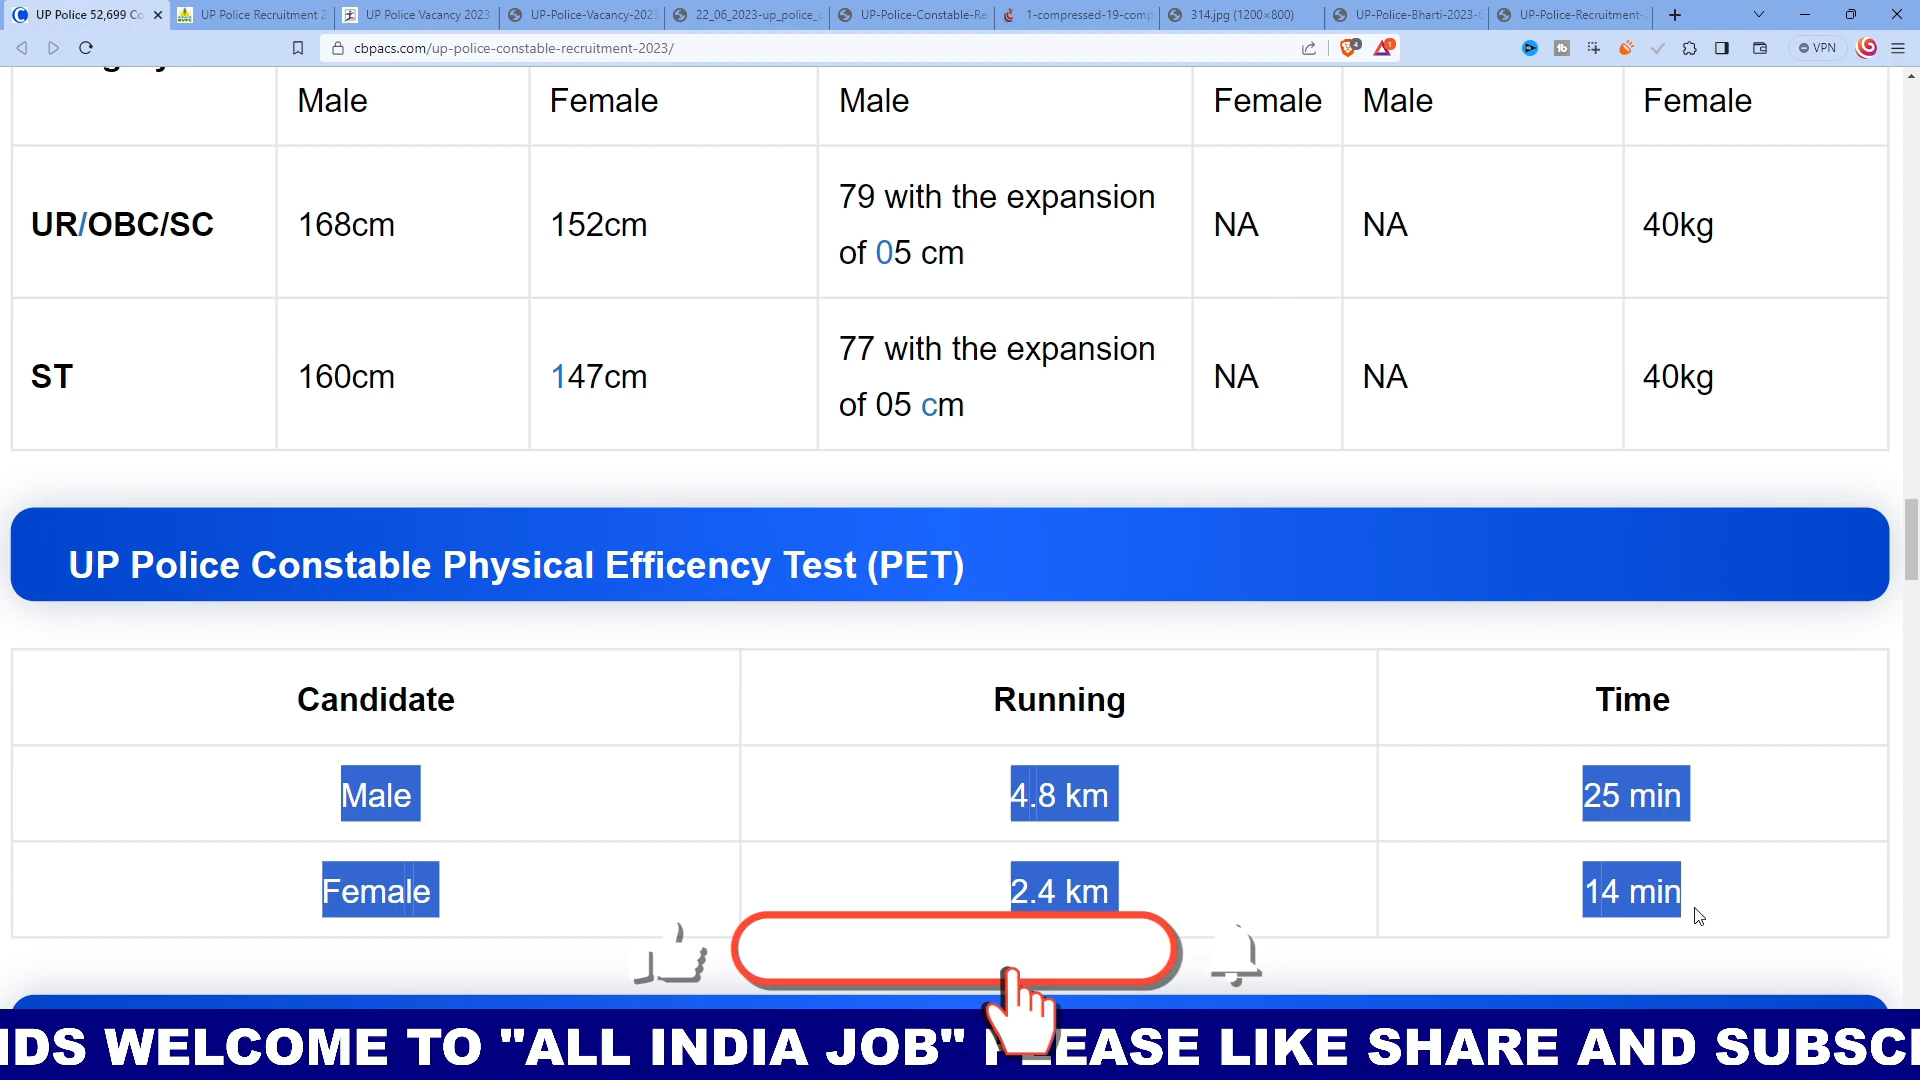 UP Police 52,699 Co
UP Police Recruitment 2
UP Police Vacancy 2023
UP-Police-Vacancy-2023
22_06_2023-up_police_c
UP-Police-Constable-Re
1-compressed-19-comp
314.jpg (1200×800)
UP-Police-Bharti-2023-6
UP-Police-Recruitment-
cbpacs.com/up-police-constable-recruitment-2023/
VPN
Male Female Male Female Male Female
UR/OBC/SC 168cm 152cm 79 with the expansion of 05 cm NA NA 40kg
ST 160cm 147cm 77 with the expansion of 05 cm NA NA 40kg
UP Police Constable Physical Efficency Test (PET)
Candidate Running Time
Male 4.8 km 25 min
Female 2.4 km 14 min
NDS WELCOME TO "ALL INDIA JOB" PLEASE LIKE SHARE AND SUBSCI